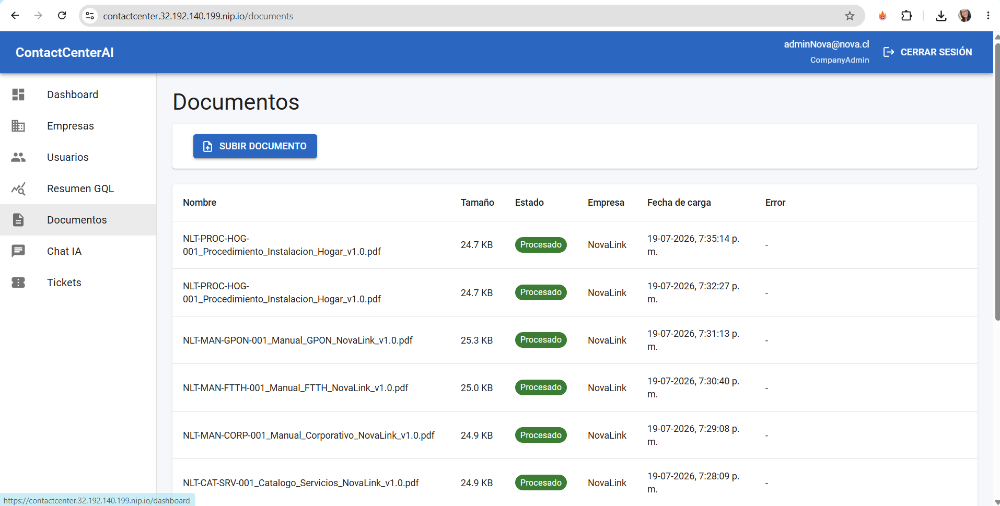 contactcenter.32.192.140.199.nip.io/documents
ContactCenterAI
adminNova@nova.cl
CompanyAdmin
CERRAR SESIÓN
Dashboard
Empresas
Usuarios
Resumen GQL
Documentos
Chat IA
Tickets
Documentos
SUBIR DOCUMENTO
Nombre Tamaño Estado Empresa Fecha de carga Error
NLT-PROC-HOG-
001_Procedimiento_Instalacion_Hogar_v1.0.pdf
24.7 KB Procesado NovaLink
19-07-2026, 7:35:14 p.
m.
-
NLT-PROC-HOG-
001_Procedimiento_Instalacion_Hogar_v1.0.pdf
24.7 KB Procesado NovaLink
19-07-2026, 7:32:27 p.
m.
-
NLT-MAN-GPON-001_Manual_GPON_NovaLink_v1.0.pdf
25.3 KB Procesado NovaLink
19-07-2026, 7:31:13 p.
m.
-
NLT-MAN-FTTH-001_Manual_FTTH_NovaLink_v1.0.pdf
25.0 KB Procesado NovaLink
19-07-2026, 7:30:40 p.
m.
-
NLT-MAN-CORP-001_Manual_Corporativo_NovaLink_v1.0.pdf
24.9 KB Procesado NovaLink
19-07-2026, 7:29:08 p.
m.
-
NLT-CAT-SRV-001_Catalogo_Servicios_NovaLink_v1.0.pdf
24.9 KB Procesado NovaLink
19-07-2026, 7:28:09 p.
m.
-
https://contactcenter.32.192.140.199.nip.io/dashboard